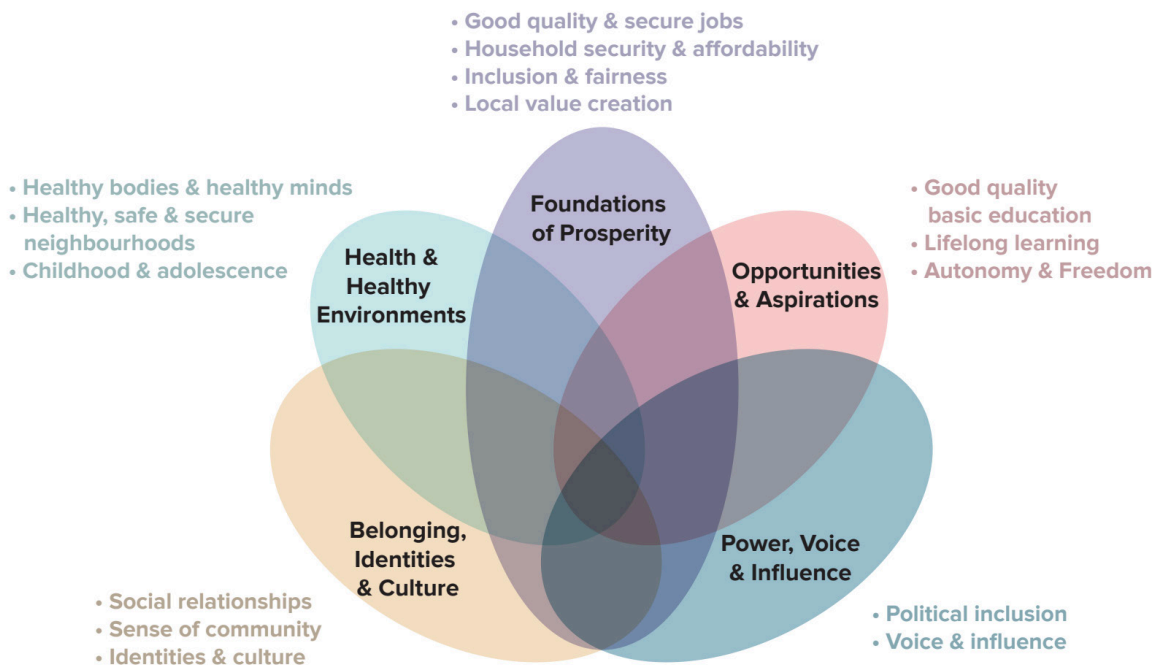 • Good quality & secure jobs
• Household security & affordability
• Inclusion & fairness
• Local value creation
• Healthy bodies & healthy minds
• Healthy, safe & secure
neighbourhoods
• Childhood & adolescence
Foundations
of Prosperity
• Good quality
basic education
• Lifelong learning
• Autonomy & Freedom
Health &
Healthy
Environments
Opportunities
& Aspirations
Belonging,
Identities
& Culture
Power, Voice
& Influence
• Social relationships
• Sense of community
• Identities & culture
• Political inclusion
• Voice & influence